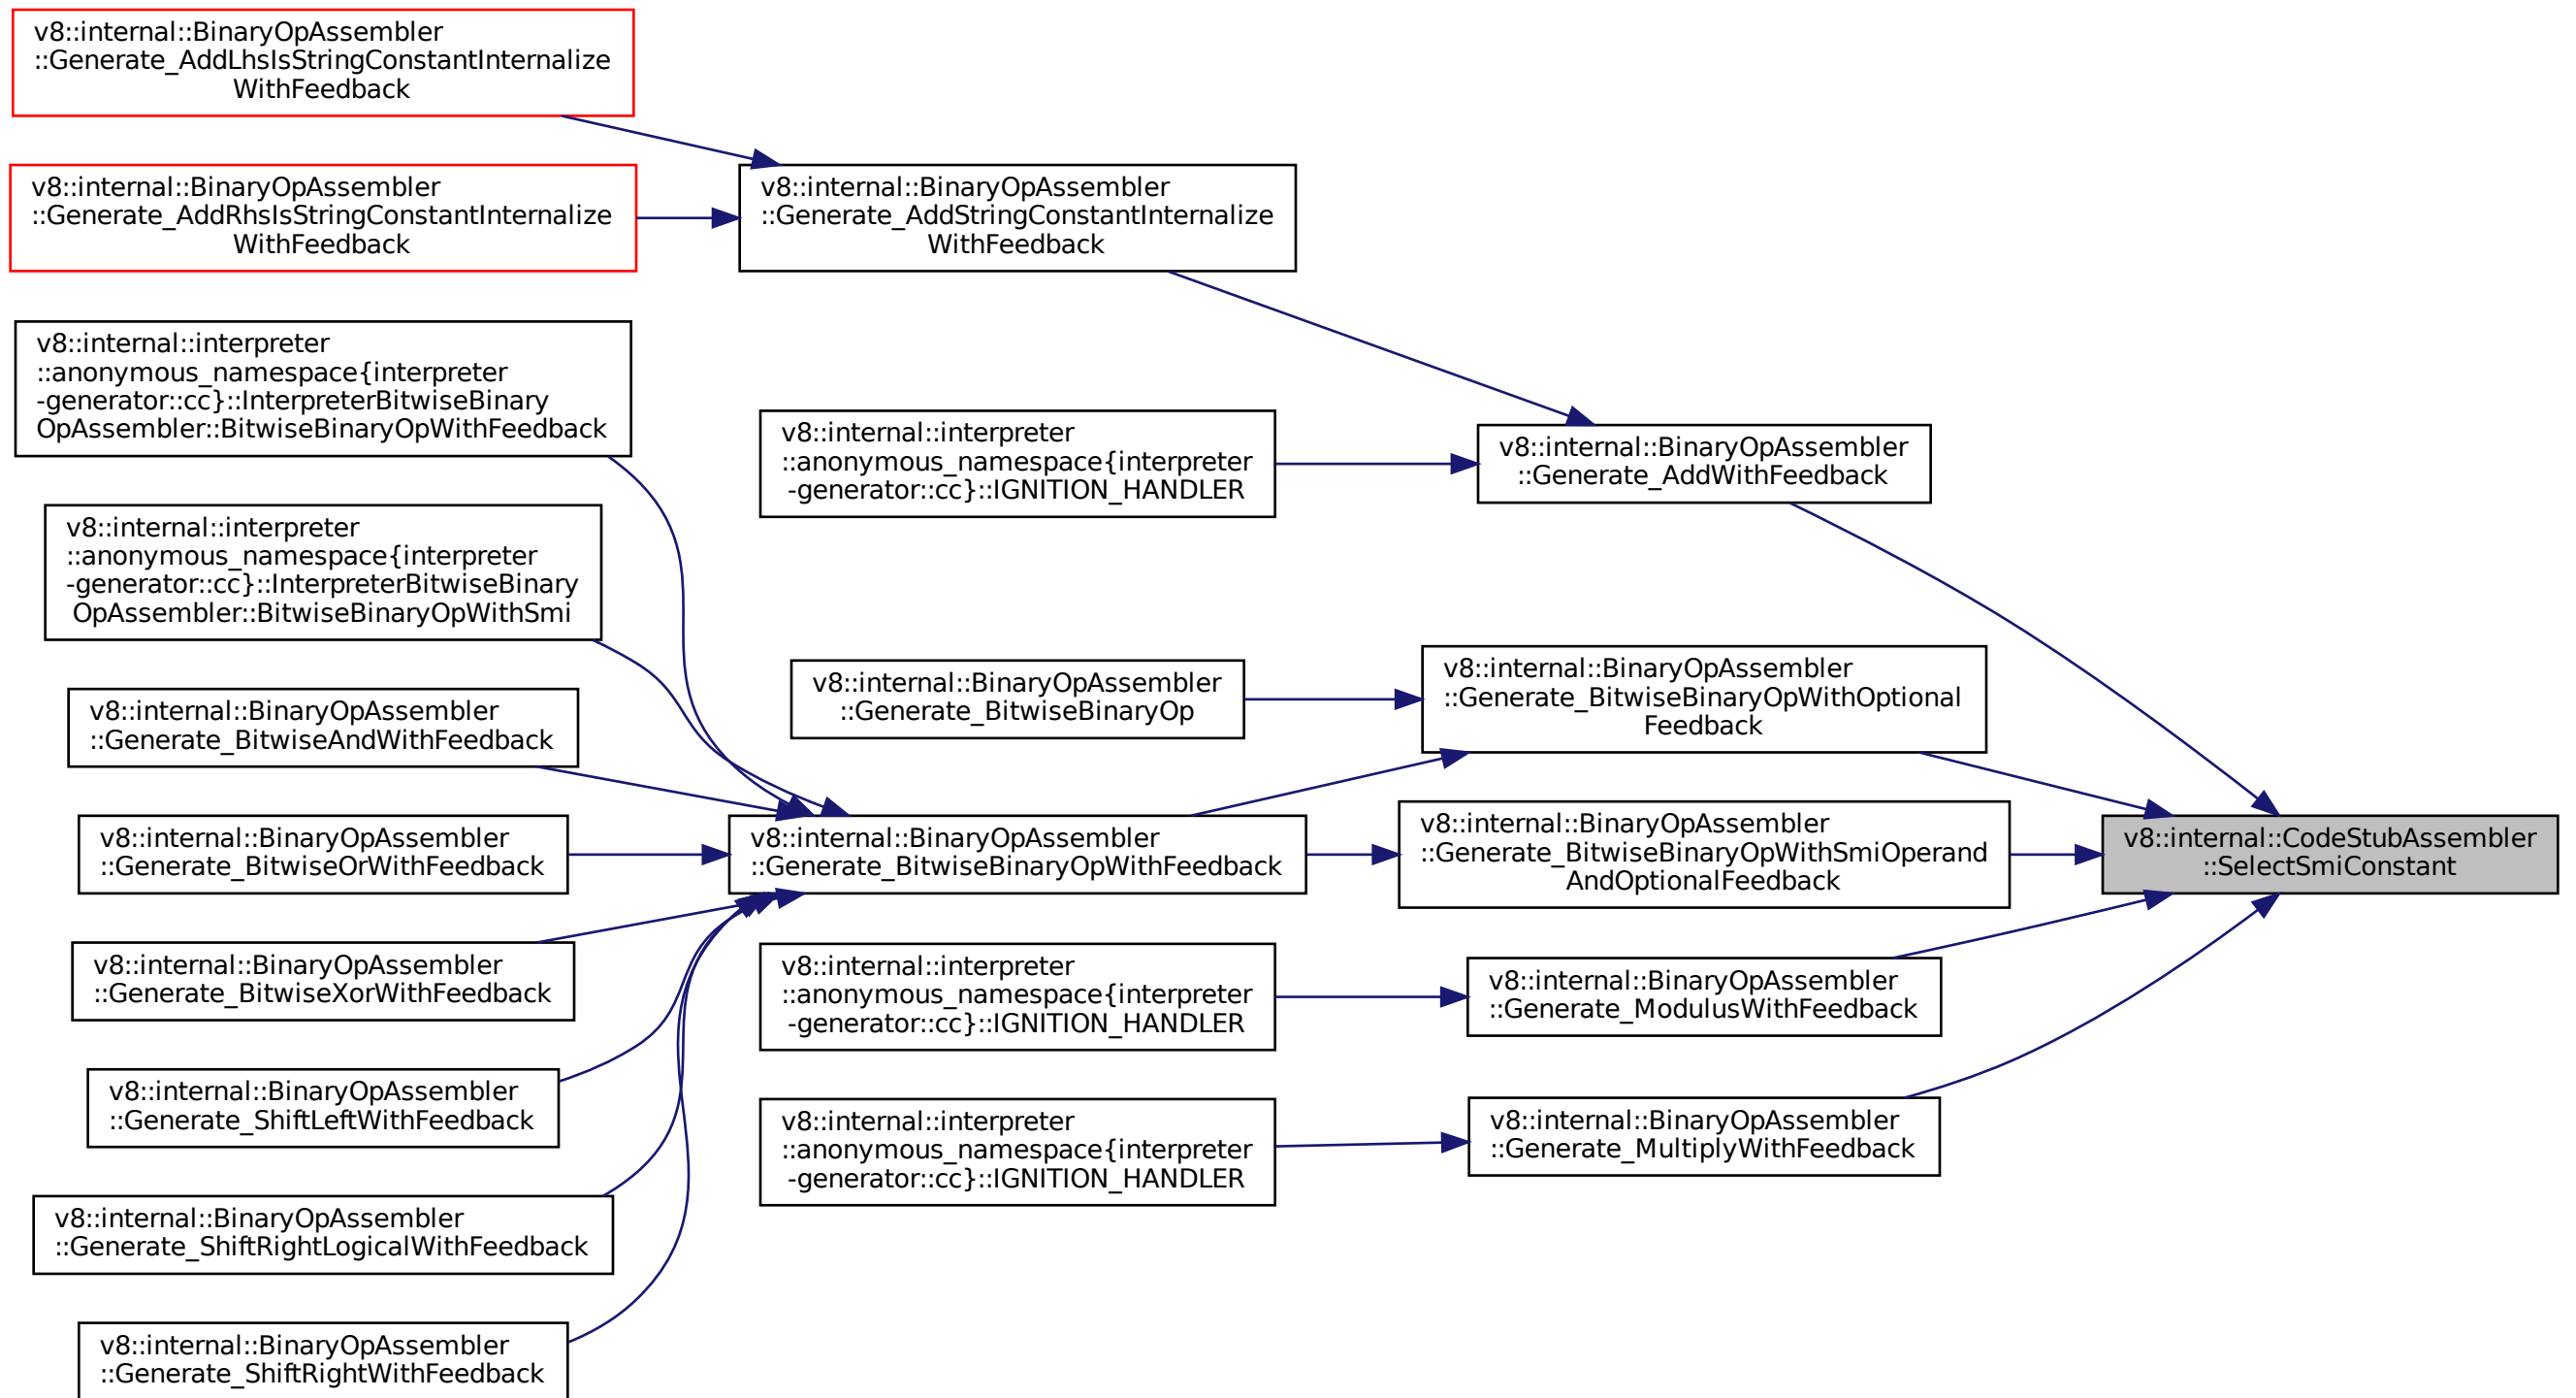 v8::internal::BinaryOpAssembler
::Generate_AddLhsIsStringConstantInternalize
WithFeedback
v8::internal::BinaryOpAssembler
::Generate_AddRhsIsStringConstantInternalize
WithFeedback
v8::internal::interpreter
::anonymous_namespace{interpreter
-generator::cc}::InterpreterBitwiseBinary
OpAssembler::BitwiseBinaryOpWithFeedback
v8::internal::interpreter
::anonymous_namespace{interpreter
-generator::cc}::InterpreterBitwiseBinary
OpAssembler::BitwiseBinaryOpWithSmi
v8::internal::BinaryOpAssembler
::Generate_BitwiseAndWithFeedback
v8::internal::BinaryOpAssembler
::Generate_BitwiseOrWithFeedback
v8::internal::BinaryOpAssembler
::Generate_BitwiseXorWithFeedback
v8::internal::BinaryOpAssembler
::Generate_ShiftLeftWithFeedback
v8::internal::BinaryOpAssembler
::Generate_ShiftRightLogicalWithFeedback
v8::internal::BinaryOpAssembler
::Generate_ShiftRightWithFeedback
v8::internal::BinaryOpAssembler
::Generate_AddStringConstantInternalize
WithFeedback
v8::internal::interpreter
::anonymous_namespace{interpreter
-generator::cc}::IGNITION_HANDLER
v8::internal::BinaryOpAssembler
::Generate_BitwiseBinaryOp
v8::internal::BinaryOpAssembler
::Generate_BitwiseBinaryOpWithFeedback
v8::internal::interpreter
::anonymous_namespace{interpreter
-generator::cc}::IGNITION_HANDLER
v8::internal::interpreter
::anonymous_namespace{interpreter
-generator::cc}::IGNITION_HANDLER
v8::internal::BinaryOpAssembler
::Generate_AddWithFeedback
v8::internal::BinaryOpAssembler
::Generate_BitwiseBinaryOpWithOptional
Feedback
v8::internal::BinaryOpAssembler
::Generate_BitwiseBinaryOpWithSmiOperand
AndOptionalFeedback
v8::internal::BinaryOpAssembler
::Generate_ModulusWithFeedback
v8::internal::BinaryOpAssembler
::Generate_MultiplyWithFeedback
v8::internal::CodeStubAssembler
::SelectSmiConstant